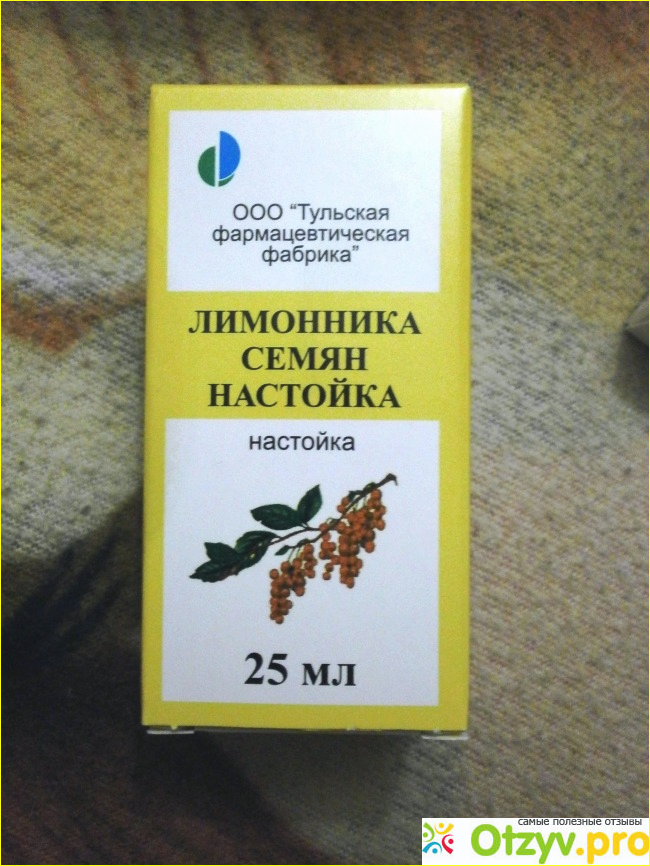 ООО “Тульская
фармацевтическая
фабрика”
ЛИМОННИКА
СЕМЯН
НАСТОЙКА
настойка
25 мл
самые полезные отзывы
Otzyv.pro